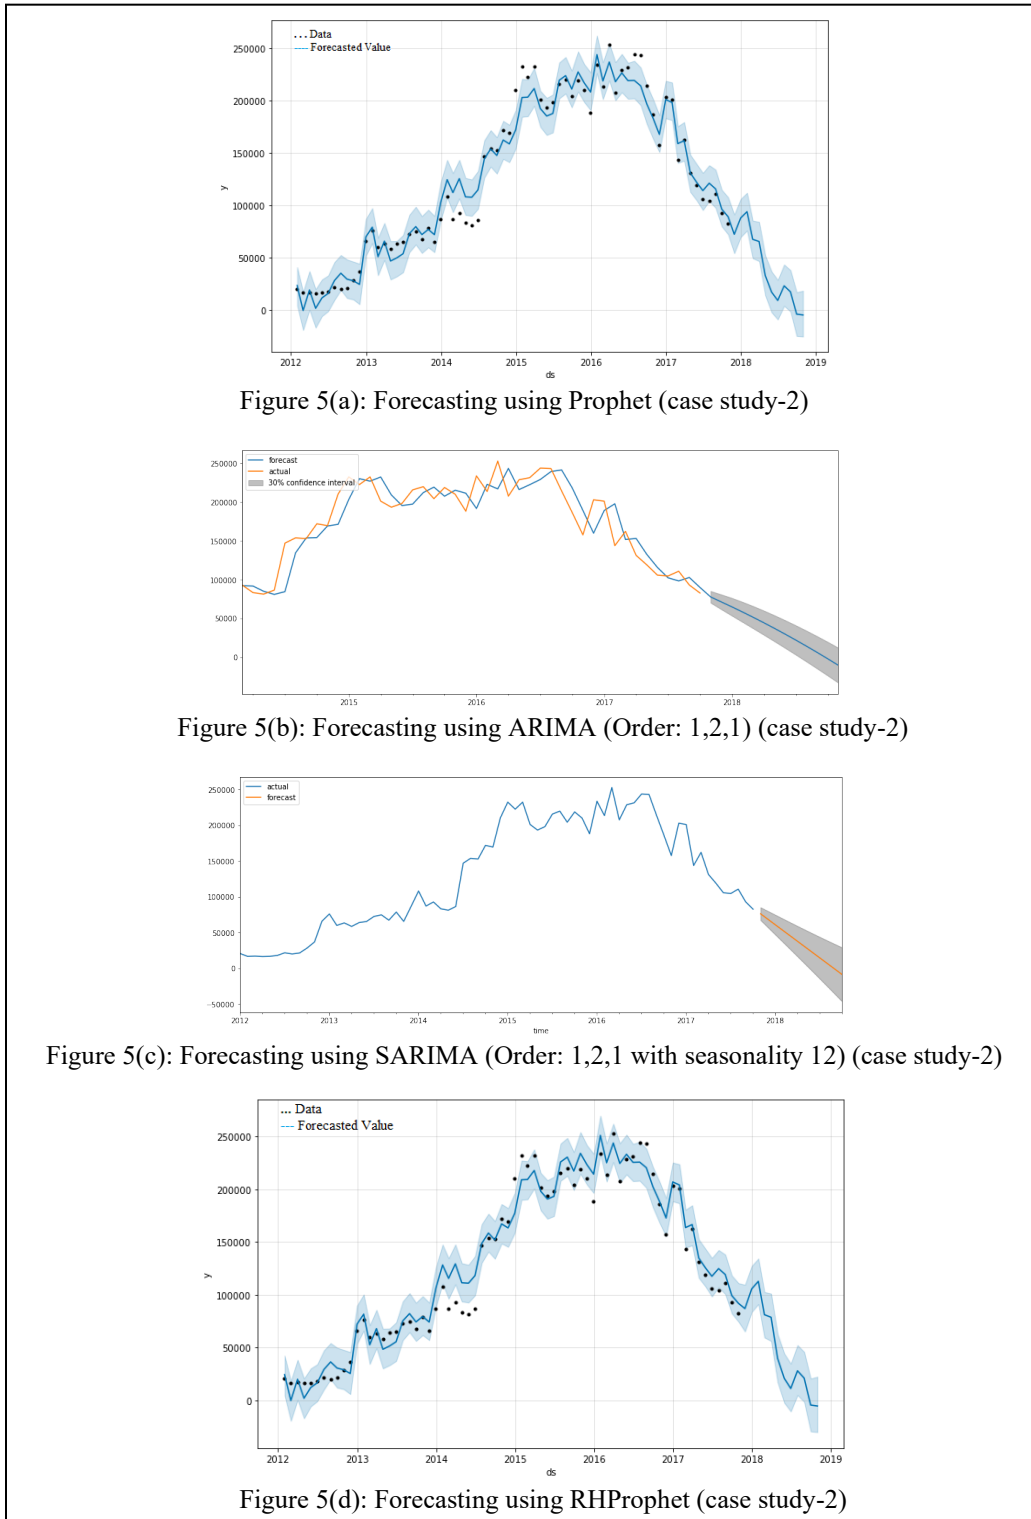 ... Data
— Forecasted Value
250000
200000
150000
100000
50000
0
y
2012 2013 2014 2015 2016 2017 2018 2019
ds
Figure 5(a): Forecasting using Prophet (case study-2)
forecast
actual
30% confidence interval
250000
200000
150000
100000
50000
0
2015 2016 2017 2018
Figure 5(b): Forecasting using ARIMA (Order: 1,2,1) (case study-2)
actual
forecast
250000
200000
150000
100000
50000
0
−50000
2012 2013 2014 2015 2016 2017 2018
time
Figure 5(c): Forecasting using SARIMA (Order: 1,2,1 with seasonality 12) (case study-2)
... Data
--- Forecasted Value
250000
200000
150000
100000
50000
0
y
2012 2013 2014 2015 2016 2017 2018 2019
ds
Figure 5(d): Forecasting using RHProphet (case study-2)